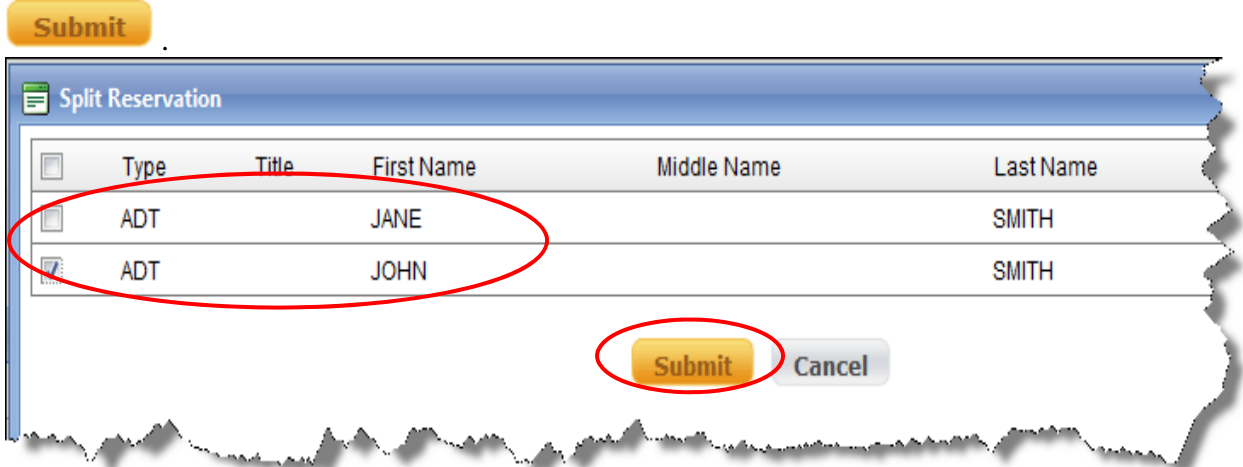 Submit .
Split Reservation
Type Title First Name Middle Name Last Name
ADT JANE SMITH
ADT JOHN SMITH
Submit Cancel